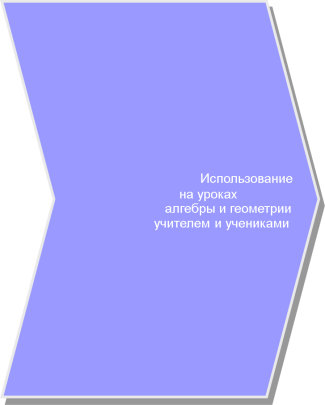 Использование
на уроках
алгебры и геометрии
учителем и учениками